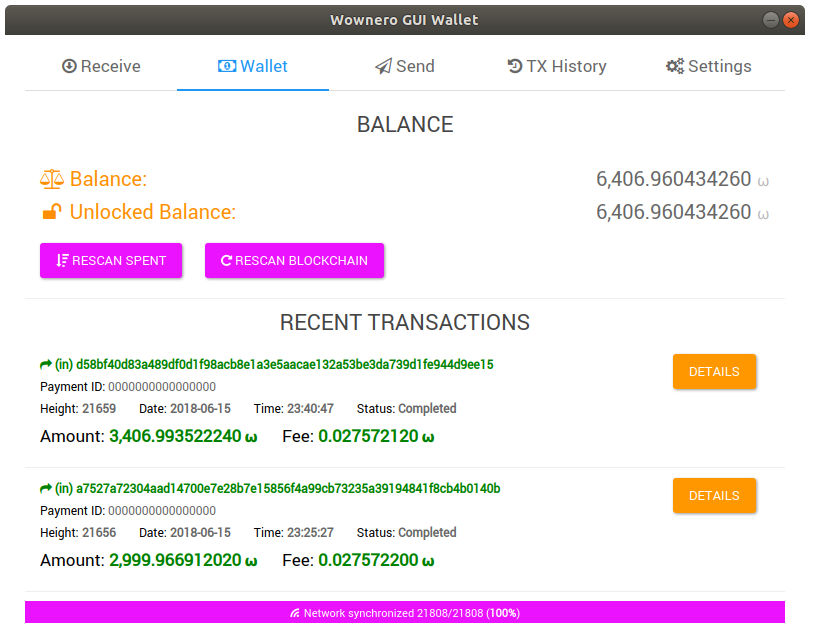 Wownero GUI Wallet
Receive Wallet Send TX History Settings
BALANCE
Balance: 6,406.960434260 ω
Unlocked Balance: 6,406.960434260 ω
RESCAN SPENT RESCAN BLOCKCHAIN
RECENT TRANSACTIONS
(in) d58bf40d83a489df0d1f98acb8e1a3e5aacae132a53be3da739d1fe944d9ee15 DETAILS
Payment ID: 0000000000000000
Height: 21659 Date: 2018-06-15 Time: 23:40:47 Status: Completed
Amount: 3,406.993522240 ω Fee: 0.027572120 ω
(in) a7527a72304aad14700e7e28b7e15856f4a99cb73235a39194841f8cb4b0140b DETAILS
Payment ID: 0000000000000000
Height: 21656 Date: 2018-06-15 Time: 23:25:27 Status: Completed
Amount: 2,999.966912020 ω Fee: 0.027572200 ω
Network synchronized 21808/21808 (100%)